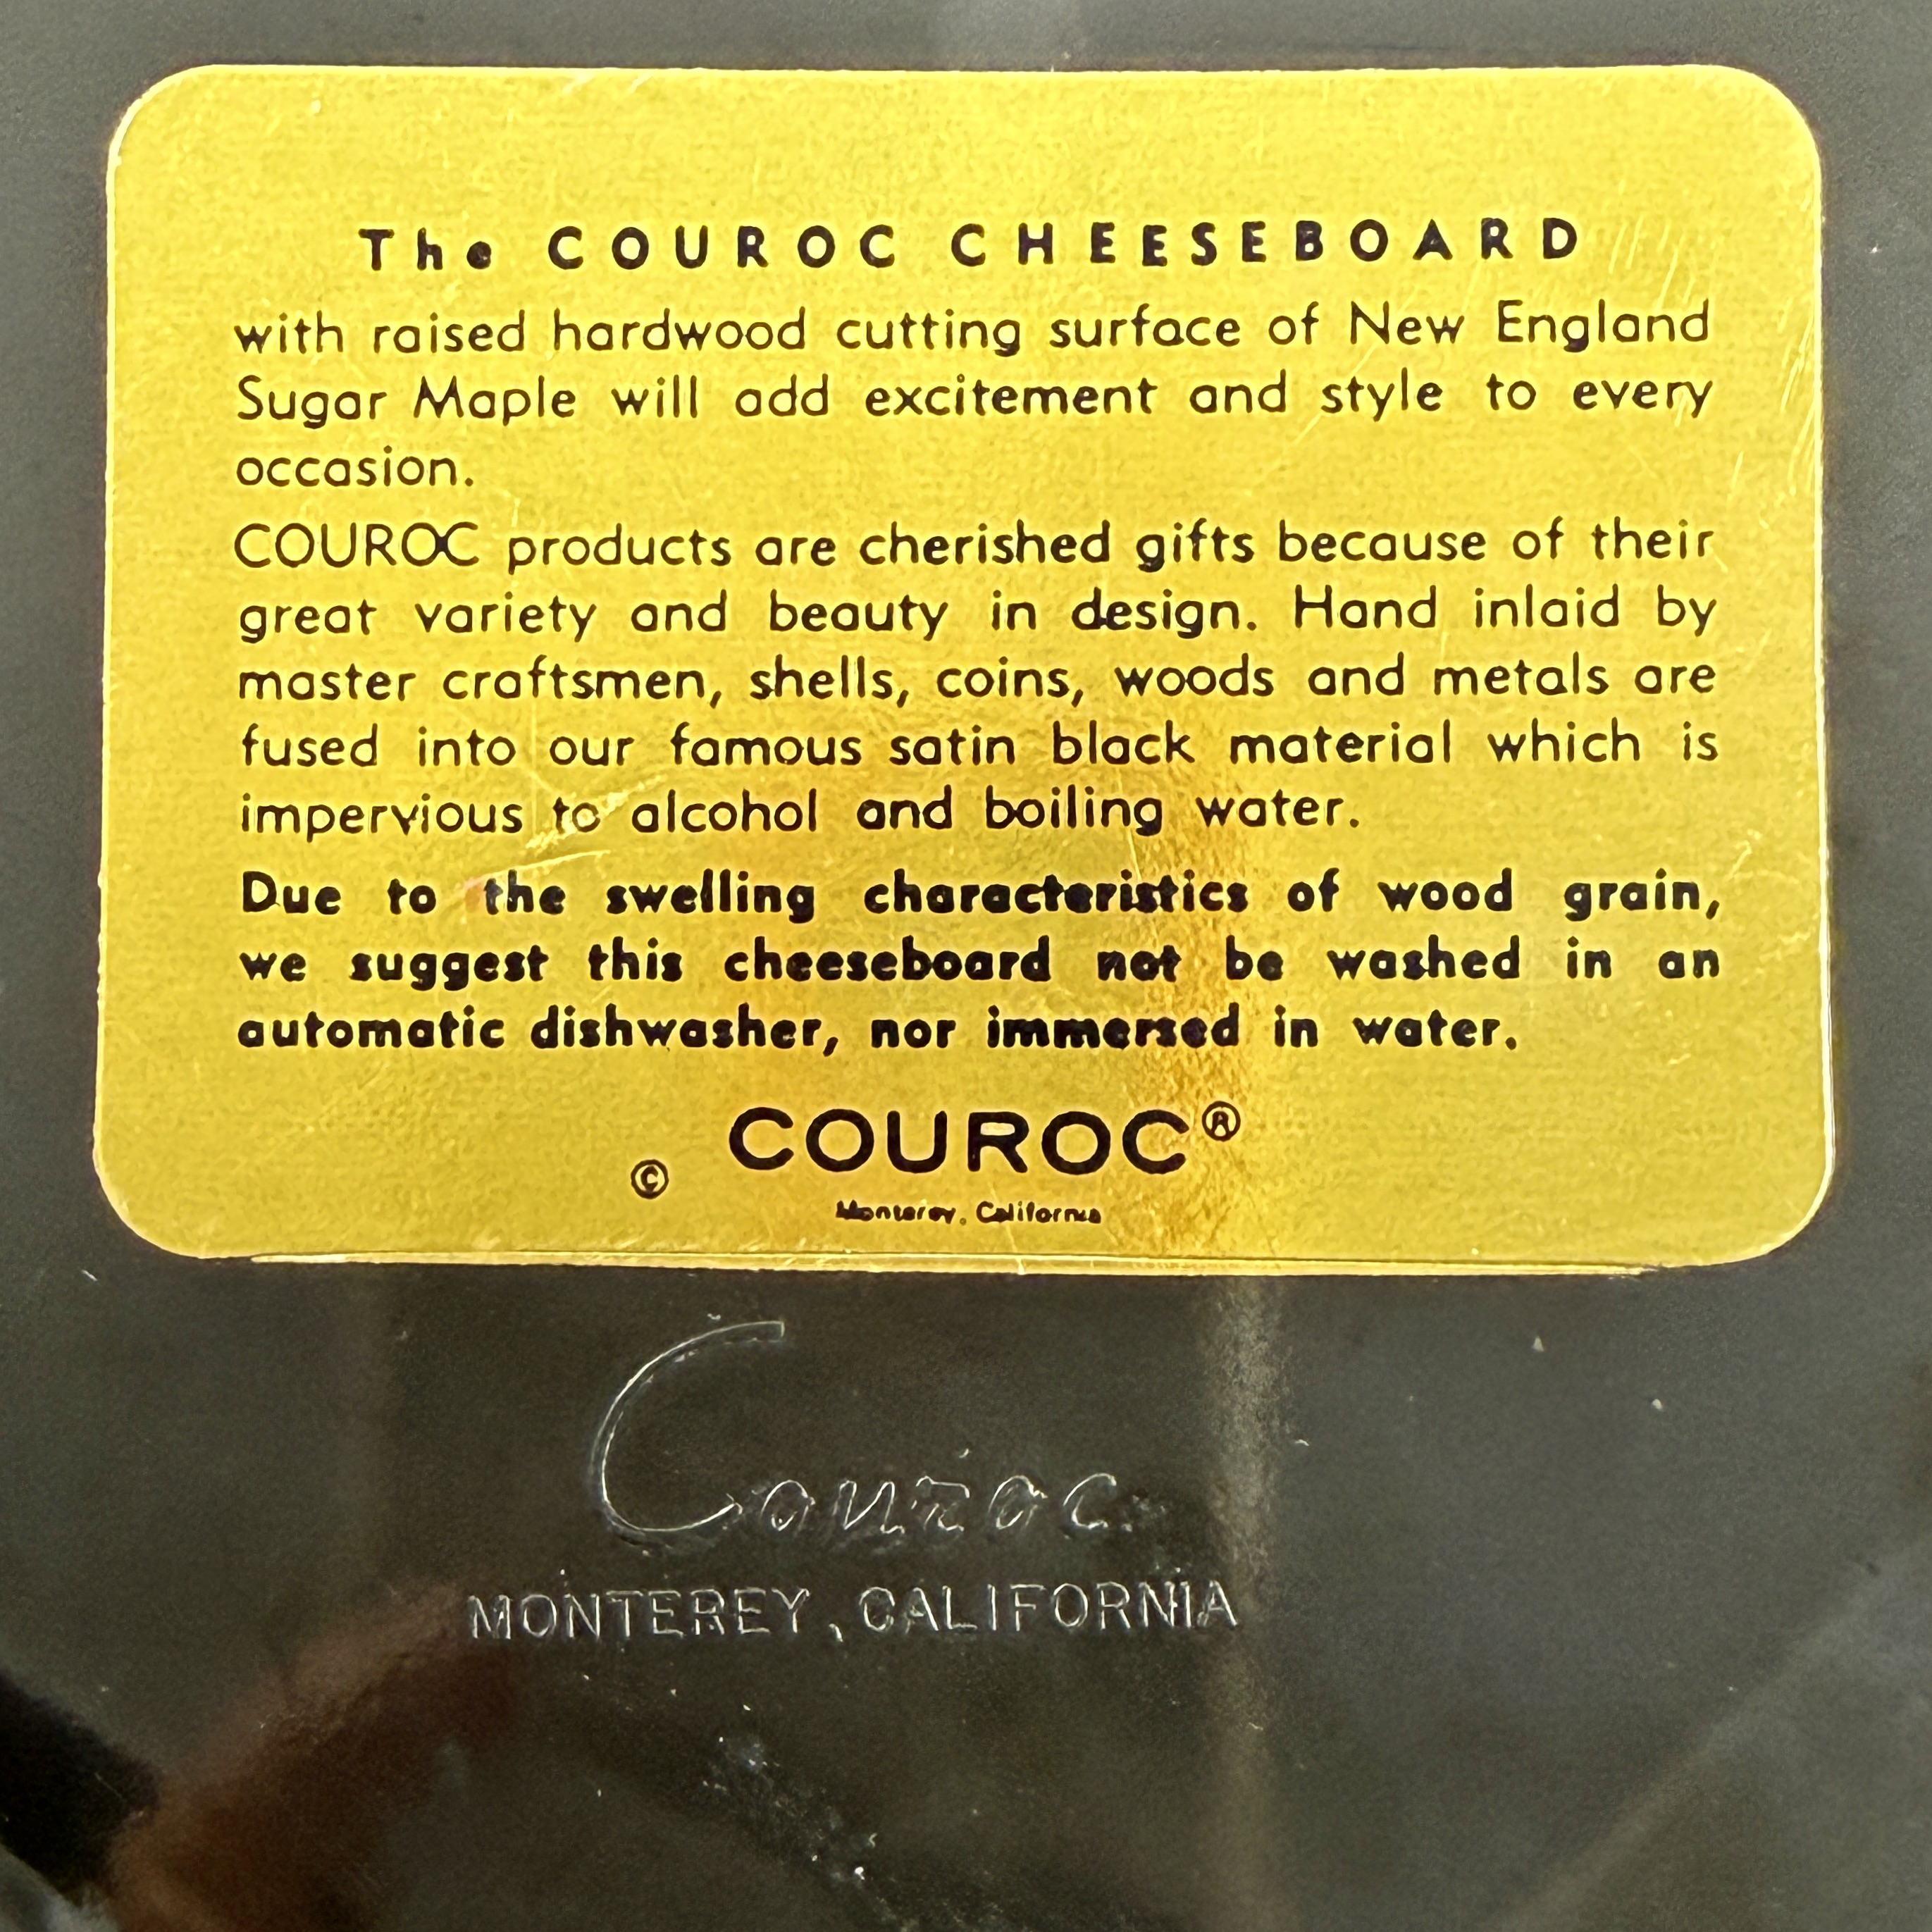 The COUROC CHEESEBOARD
with raised hardwood cutting surface of New England
Sugar Maple will add excitement and style to every
occasion.
COUROC products are cherished gifts because of their
great variety and beauty in design. Hand inlaid by
master craftsmen, shells, coins, woods and metals are
fused into our famous satin black material which is
impervious to alcohol and boiling water.
Due to the swelling characteristics of wood grain,
we suggest this cheeseboard not be washed in an
automatic dishwasher, nor immersed in water.
© COUROC®
Monterey, California
Couroc
MONTEREY, CALIFORNIA